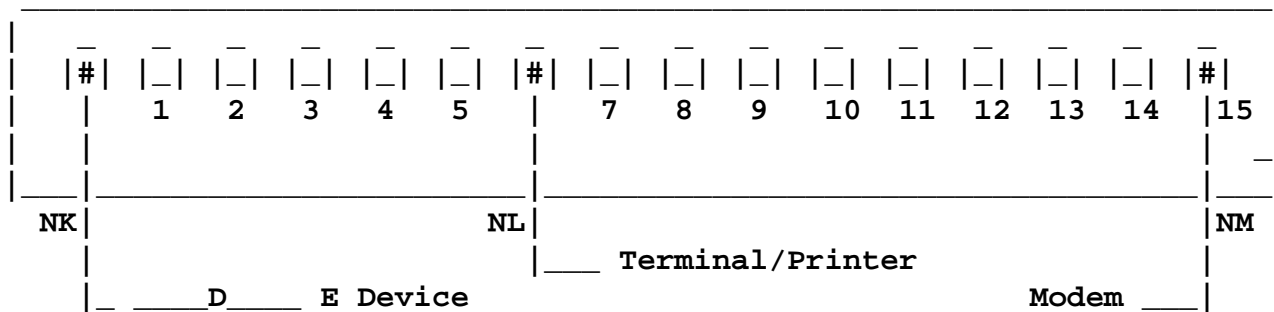 # # #
1 2 3 4 5 7 8 9 10 11 12 13 14 15
NK NL NM
Terminal/Printer
D E Device Modem